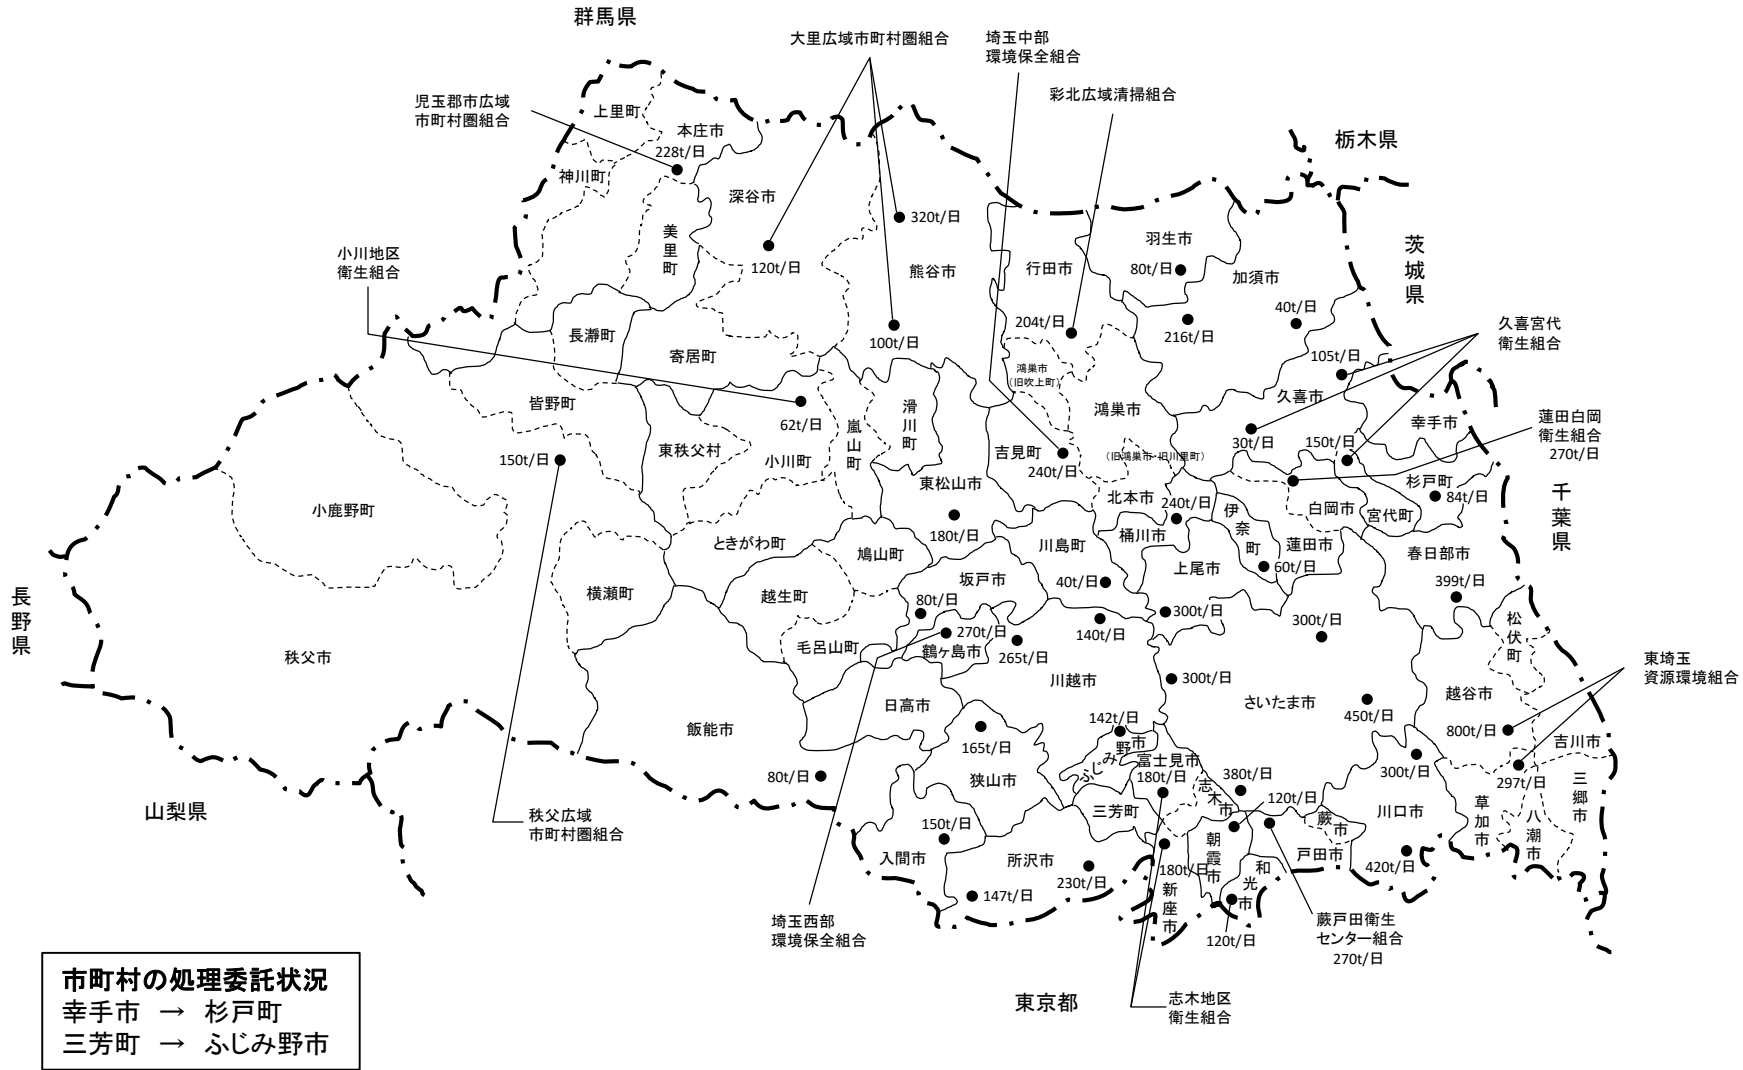 群馬県
大里広域市町村圏組合
埼玉中部
環境保全組合
彩北広域清掃組合
児玉郡市広域
市町村圏組合
上里町
本庄市
228t/日
神川町
栃木県
深谷市
320t/日
美里町
120t/日
熊谷市
行田市
羽生市
80t/日
加須市
茨城県
小川地区
衛生組合
204t/日
216t/日
40t/日
久喜宮代
衛生組合
長瀞町
寄居町
100t/日
105t/日
鴻巣市
（旧吹上町）
久喜市
皆野町
62t/日
嵐山町
滑川町
鴻巣市
30t/日
150t/日
幸手市
蓮田白岡
衛生組合
270t/日
東秩父村
小川町
吉見町
240t/日
（旧鴻巣市・旧川里町）
150t/日
東松山市
北本市
240t/日
杉戸町
84t/日
千葉県
小鹿野町
180t/日
桶川市
伊奈町
白岡市
宮代町
ときがわ町
鳩山町
川島町
蓮田市
春日部市
坂戸市
40t/日
上尾市
60t/日
399t/日
横瀬町
越生町
80t/日
300t/日
300t/日
松伏町
長野県
毛呂山町
270t/日
鶴ヶ島市
265t/日
140t/日
秩父市
川越市
300t/日
さいたま市
越谷市
東埼玉
資源環境組合
日高市
450t/日
飯能市
165t/日
142t/日
800t/日
吉川市
80t/日
狭山市
ふじみ野市
富士見市
180t/日
志木市
380t/日
300t/日
297t/日
三郷市
山梨県
秩父広域
市町村圏組合
三芳町
120t/日
川口市
草加市
八潮市
150t/日
入間市
所沢市
230t/日
朝霞市
蕨市
戸田市
420t/日
147t/日
180t/日
新座市
和光市
埼玉西部
環境保全組合
120t/日
蕨戸田衛生
センター組合
270t/日
東京都
志木地区
衛生組合
市町村の処理委託状況
幸手市 → 杉戸町
三芳町 → ふじみ野市